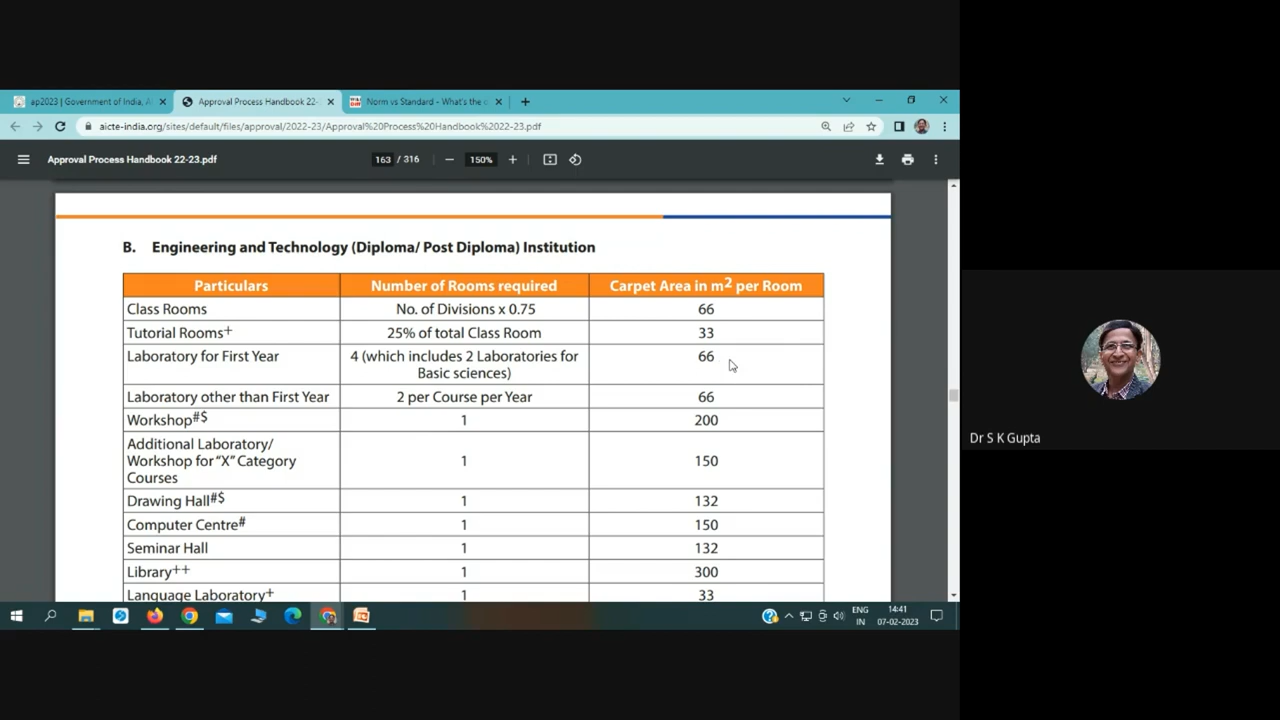 ap2023 | Government of India, A
Approval Process Handbook 22-
Norm vs Standard - What's the d
aicte-india.org/sites/default/files/approval/2022-23/Approval%20Process%20Handbook%2022-23.pdf
Approval Process Handbook 22-23.pdf
163 / 316
150%
B. Engineering and Technology (Diploma/ Post Diploma) Institution
Particulars Number of Rooms required Carpet Area in m2 per Room
Class Rooms No. of Divisions x 0.75 66
Tutorial Rooms+ 25% of total Class Room 33
Laboratory for First Year 4 (which includes 2 Laboratories for 66
Basic sciences)
Laboratory other than First Year 2 per Course per Year 66
Workshop#$ 1 200
Additional Laboratory/
Workshop for "X" Category 1 150
Courses
Drawing Hall#$ 1 132
Computer Centre# 1 150
Seminar Hall 1 132
Library++ 1 300
Language Laboratory+ 1 33
Dr S K Gupta
ENG
IN
14:41
07-02-2023